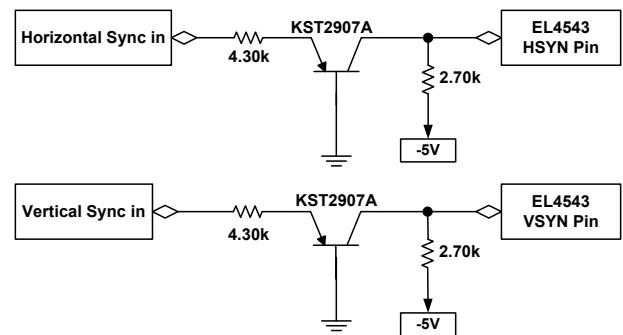 Horizontal Sync in
4.30k
KST2907A
2.70k
-5V
EL4543
HSYN Pin
Vertical Sync in
4.30k
KST2907A
2.70k
-5V
EL4543
VSYN Pin